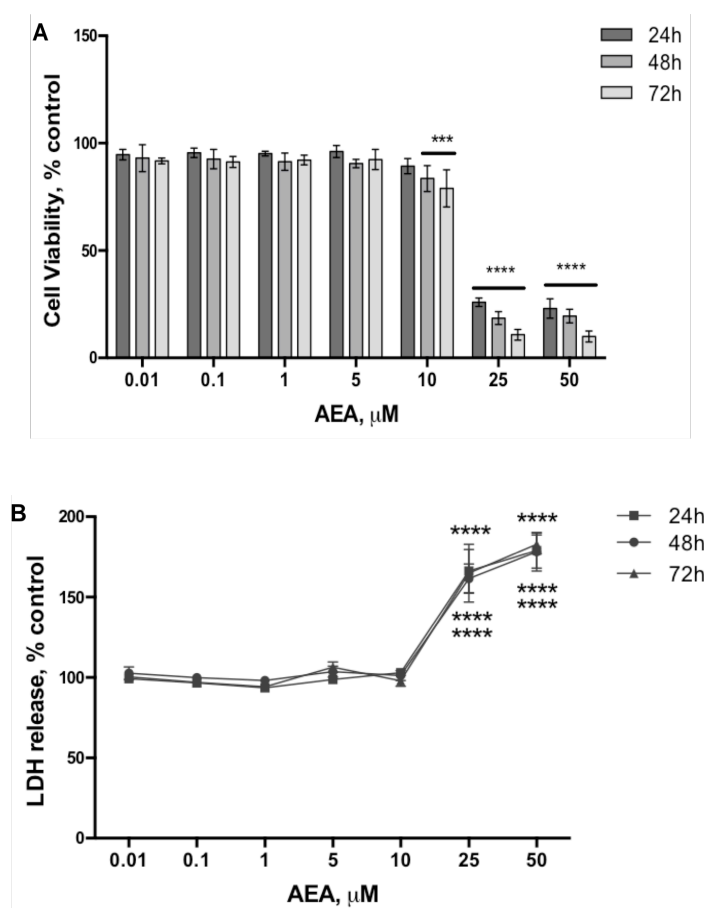 A
150
100
50
0
Cell Viability, % control
24h
48h
72h
***
****
****
0.01 0.1 1 5 10 25 50
AEA, μM
B
200
150
100
50
0
LDH release, % control
24h
48h
72h
****
****
****
****
****
****
0.01 0.1 1 5 10 25 50
AEA, μM